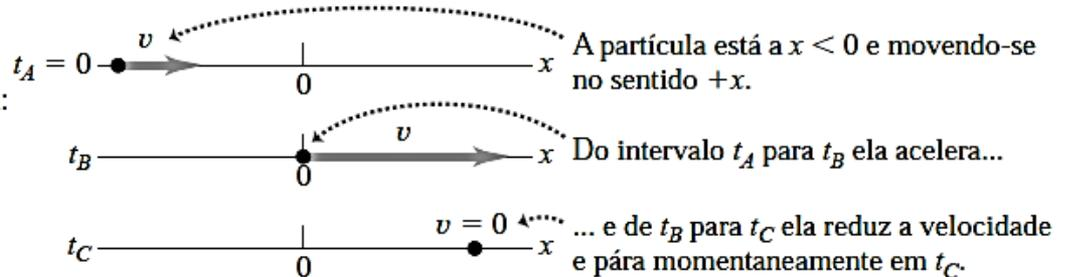 v
A partícula está a x < 0 e movendo-se
t_A = 0
x
no sentido +x.
0
:
v
t_B
x
Do intervalo t_A para t_B ela acelera...
0
v = 0
... e de t_B para t_C ela reduz a velocidade
t_C
x
e pára momentaneamente em t_C.
0